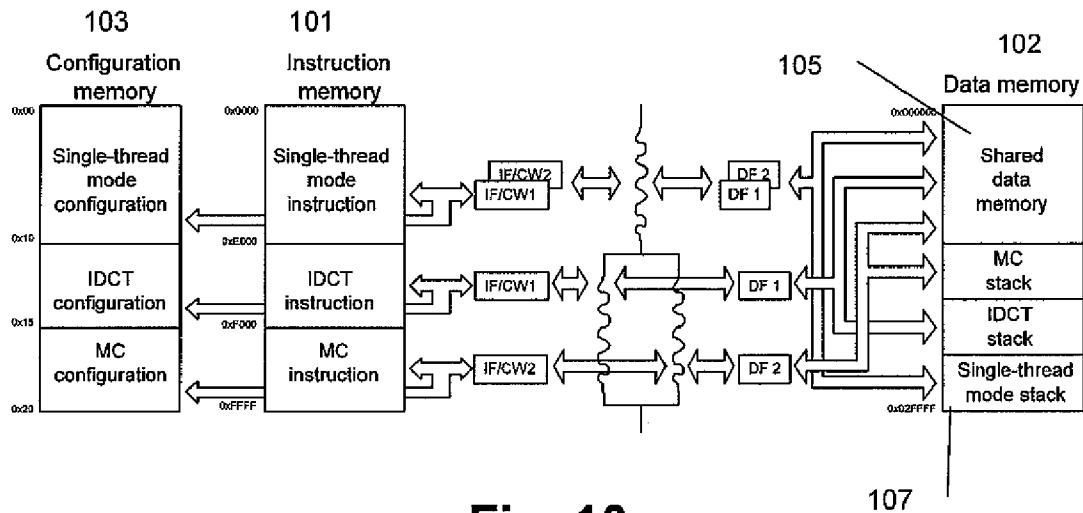 103
Configuration
memory
0x00
Single-thread
mode
configuration
0x10
IDCT
configuration
0x15
MC
configuration
0x20
101
Instruction
memory
0x0000
Single-thread
mode
instruction
0xE000
IDCT
instruction
0xF000
MC
instruction
0xFFFF
IF/CW2
IF/CW1
IF/CW1
IF/CW2
DF 2
DF 1
DF 1
DF 2
105
102
Data memory
0x000000
Shared
data
memory
MC
stack
IDCT
stack
Single-thread
mode stack
0x02FFFF
107